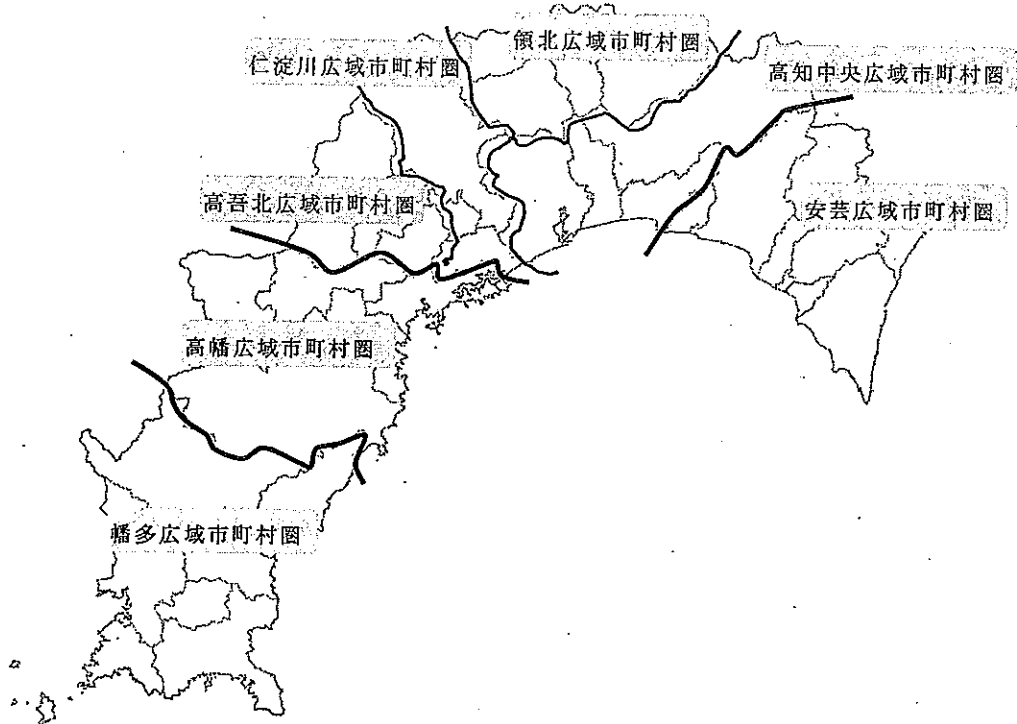 領北広域市町村圏
仁淀川広域市町村圏
高知中央広域市町村圏
高吾北広域市町村圏
安芸広域市町村圏
高幡広域市町村圏
幡多広域市町村圏